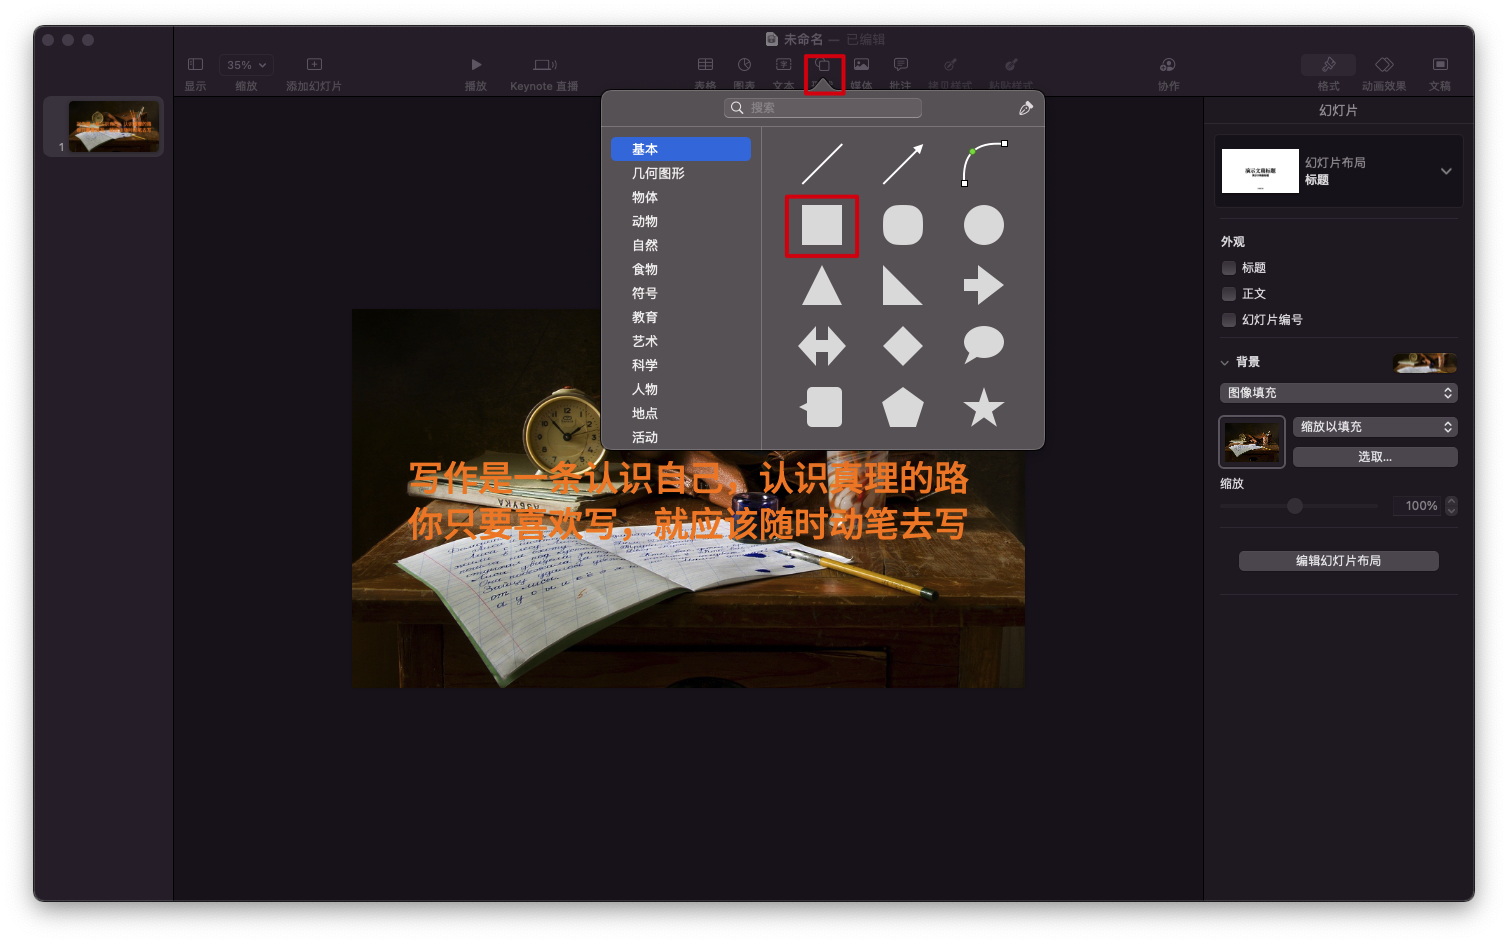 未命名 — 已编辑
35%
显示
缩放
添加幻灯片
播放
Keynote 直播
表格
图表
文本
媒体
批注
拷贝样式
粘贴样式
协作
格式
动画效果
文稿
1
搜索
基本
几何图形
物体
动物
自然
食物
符号
教育
艺术
科学
人物
地点
活动
写作是一条认识自己，认识真理的路
你只要喜欢写，就应该随时动笔去写
АЗБУКА
幻灯片
演示文稿标题
幻灯片布局
标题
外观
标题
正文
幻灯片编号
背景
图像填充
缩放以填充
选取...
缩放
100%
编辑幻灯片布局